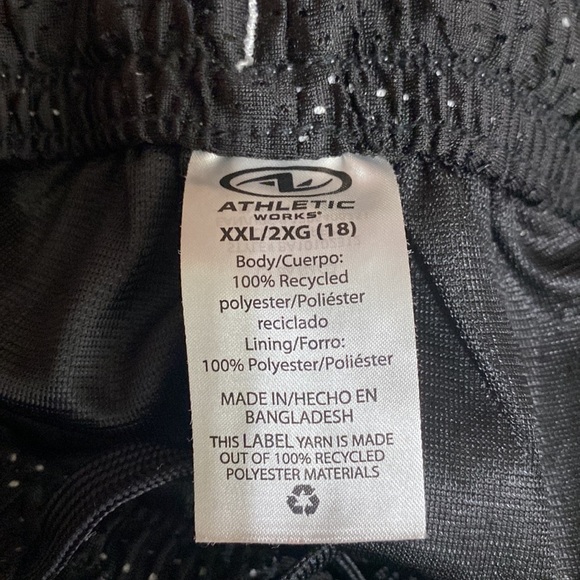 ATHLETIC
WORKS®
XXL/2XG (18)
Body/Cuerpo:
100% Recycled
polyester/Poliéster
reciclado
Lining/Forro:
100% Polyester/Poliéster
MADE IN/HECHO EN
BANGLADESH
THIS LABEL YARN IS MADE
OUT OF 100% RECYCLED
POLYESTER MATERIALS